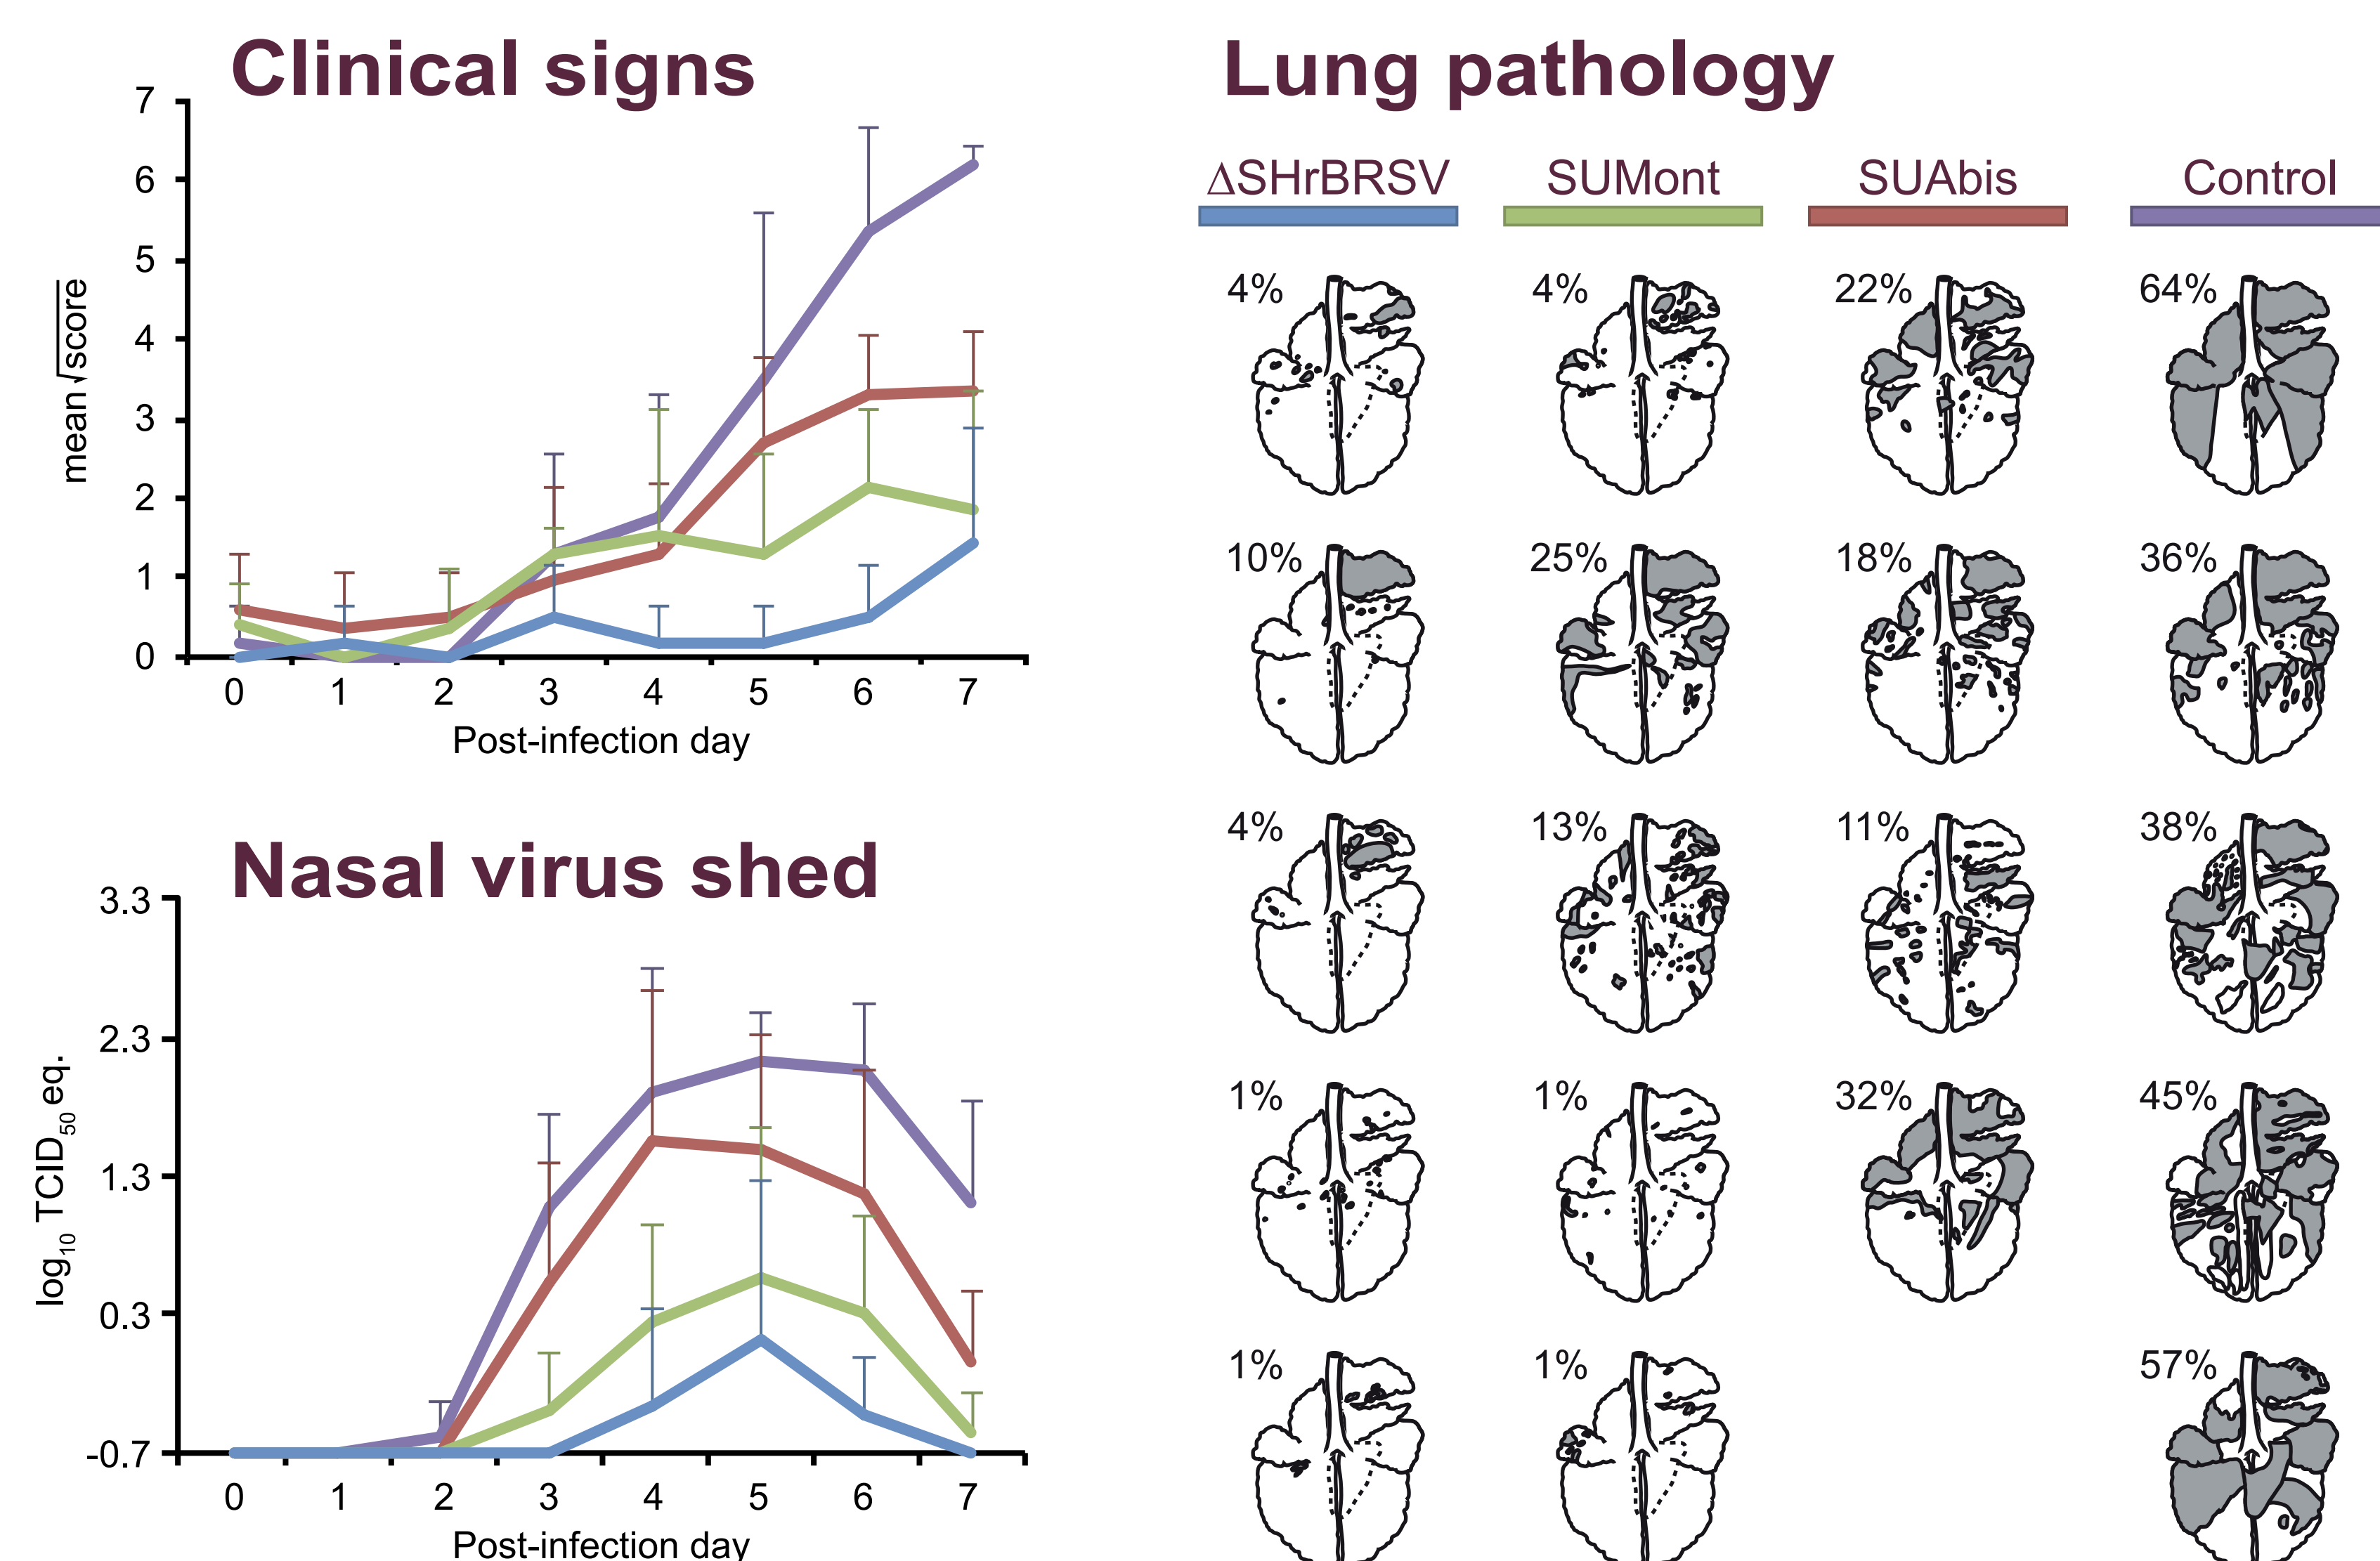 Clinical signs
7
6
5
4
3
2
1
0
mean √score
0 1 2 3 4 5 6 7
Post-infection day
Nasal virus shed
3.3
2.3
1.3
0.3
-0.7
log10 TCID50 eq.
0 1 2 3 4 5 6 7
Post-infection day
Lung pathology
ΔSHrBRSV SUMont SUAbis Control
4% 4% 22% 64%
10% 25% 18% 36%
4% 13% 11% 38%
1% 1% 32% 45%
1% 1% 57%